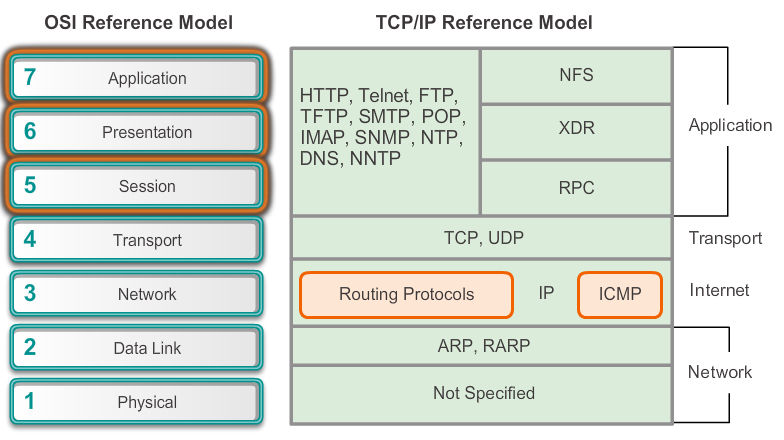 OSI Reference Model
TCP/IP Reference Model
7 Application
6 Presentation
5 Session
4 Transport
3 Network
2 Data Link
1 Physical
HTTP, Telnet, FTP,
TFTP, SMTP, POP,
IMAP, SNMP, NTP,
DNS, NNTP
NFS
XDR
RPC
TCP, UDP
Routing Protocols
IP
ICMP
ARP, RARP
Not Specified
Application
Transport
Internet
Network